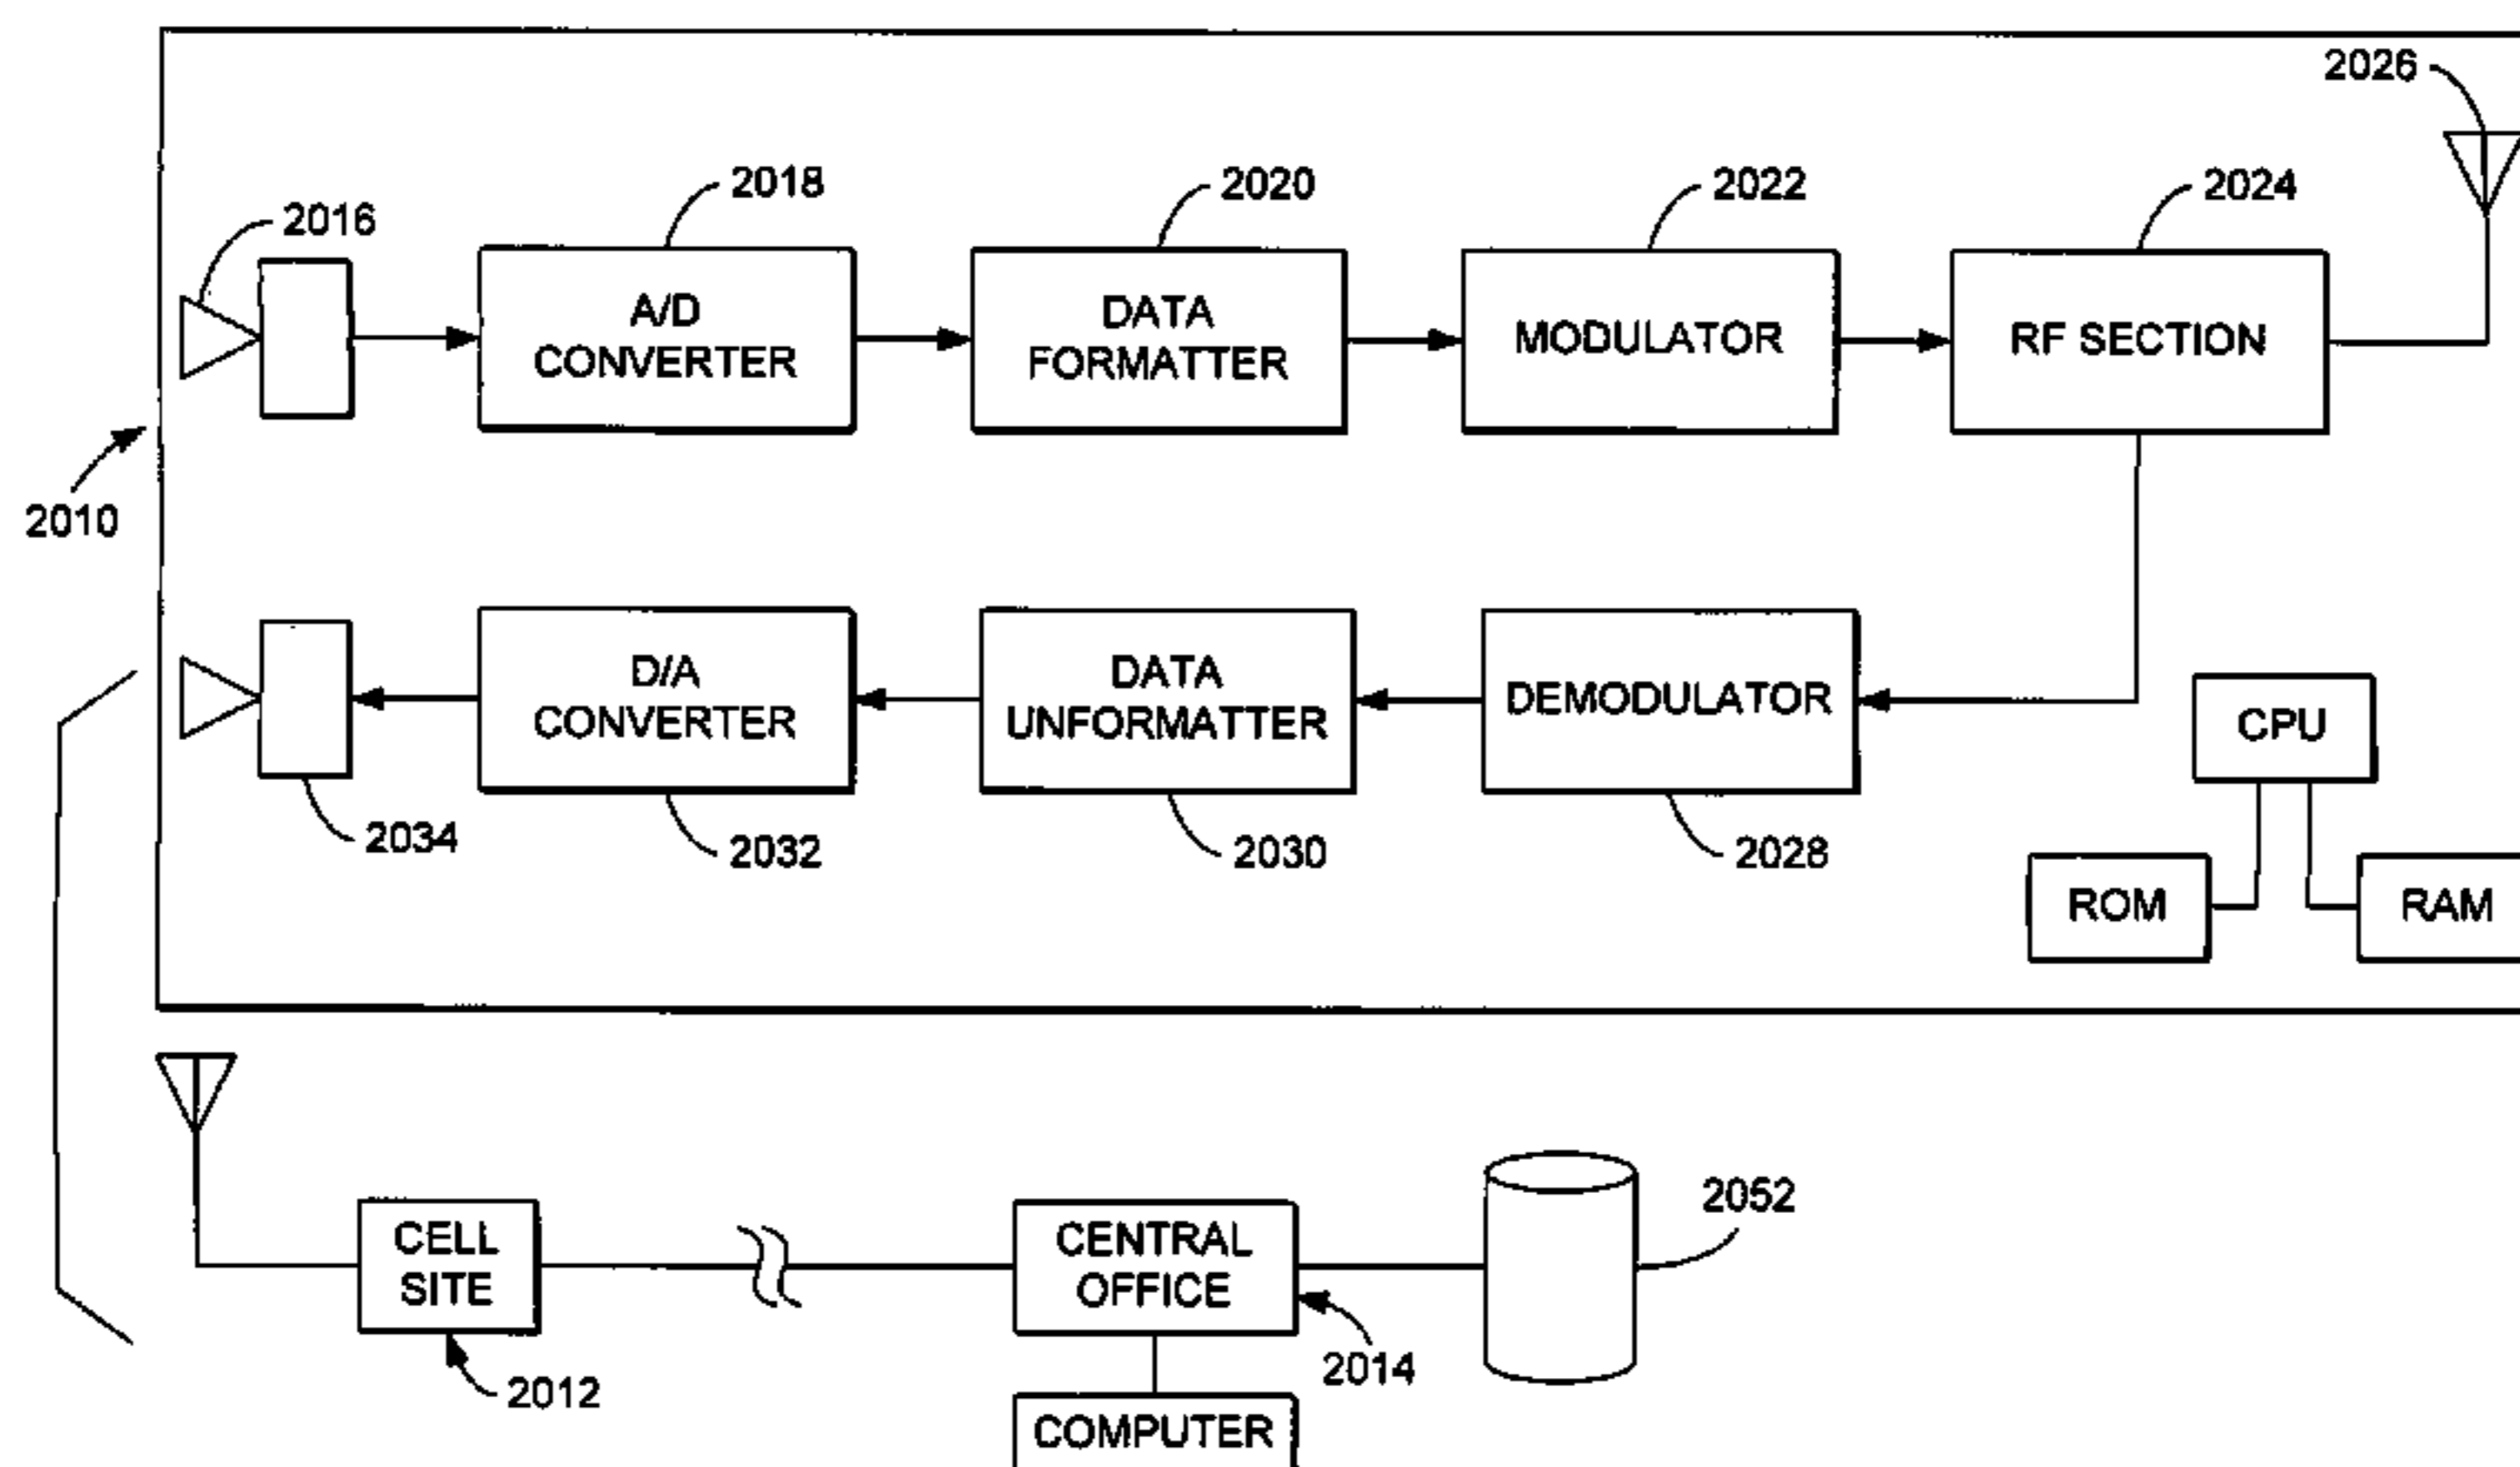 2026
2018
2020
2022
2024
2016
A/D
CONVERTER
DATA
FORMATTER
MODULATOR
RF SECTION
2010
D/A
CONVERTER
DATA
UNFORMATTER
DEMODULATOR
CPU
2034
2032
2030
2028
ROM
RAM
CELL
SITE
CENTRAL
OFFICE
2052
2014
2012
COMPUTER